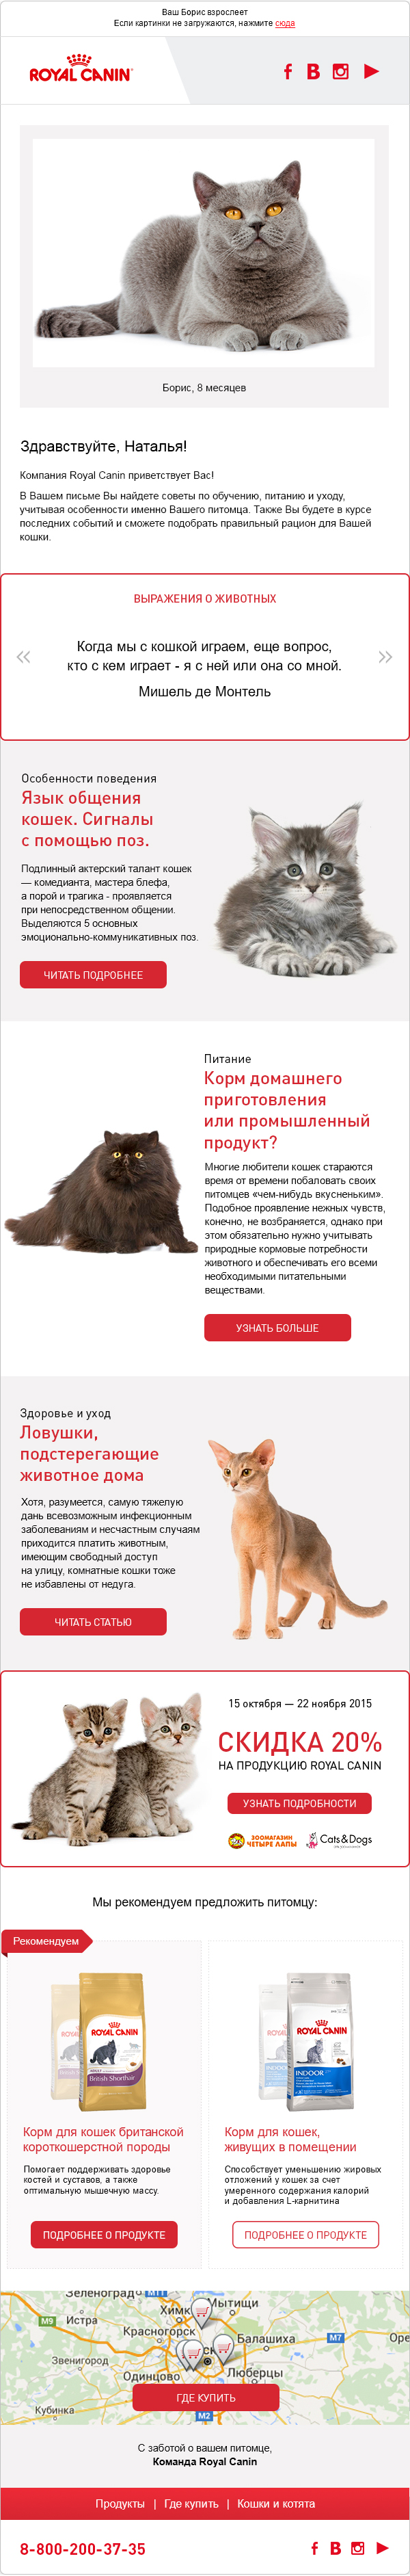 Ваш Борис взрослеет
Если картинки не загружаются, нажмите сюда
ROYAL CANIN
Борис, 8 месяцев
Здравствуйте, Наталья!
Компания Royal Canin приветствует Вас!
В Вашем письме Вы найдете советы по обучению, питанию и уходу,
учитывая особенности именно Вашего питомца. Также Вы будете в курсе
последних событий и сможете подобрать правильный рацион для Вашей
кошки.
ВЫРАЖЕНИЯ О ЖИВОТНЫХ
Когда мы с кошкой играем, еще вопрос,
кто с кем играет - я с ней или она со мной.
Мишель де Монтель
Особенности поведения
Язык общения
кошек. Сигналы
с помощью поз.
Подлинный актерский талант кошек
— комедианта, мастера блефа,
а порой и трагика - проявляется
при непосредственном общении.
Выделяются 5 основных
эмоционально-коммуникативных поз.
ЧИТАТЬ ПОДРОБНЕЕ
Питание
Корм домашнего
приготовления
или промышленный
продукт?
Многие любители кошек стараются
время от времени побаловать своих
питомцев «чем-нибудь вкусненьким».
Подобное проявление нежных чувств,
конечно, не возбраняется, однако при
этом обязательно нужно учитывать
природные кормовые потребности
животного и обеспечивать его всеми
необходимыми питательными
веществами.
УЗНАТЬ БОЛЬШЕ
Здоровье и уход
Ловушки,
подстерегающие
животное дома
Хотя, разумеется, самую тяжелую
дань всевозможным инфекционным
заболеваниям и несчастным случаям
приходится платить животным,
имеющим свободный доступ
на улицу, комнатные кошки тоже
не избавлены от недуга.
ЧИТАТЬ СТАТЬЮ
15 октября — 22 ноября 2015
СКИДКА 20%
НА ПРОДУКЦИЮ ROYAL CANIN
УЗНАТЬ ПОДРОБНОСТИ
ЗООМАГАЗИН
ЧЕТЫРЕ ЛАПЫ
Cats&Dogs
Мы рекомендуем предложить питомцу:
Рекомендуем
ROYAL CANIN
British Shorthair
Корм для кошек британской
короткошерстной породы
Помогает поддерживать здоровье
костей и суставов, а также
оптимальную мышечную массу.
ПОДРОБНЕЕ О ПРОДУКТЕ
ROYAL CANIN
INDOOR
Корм для кошек,
живущих в помещении
Способствует уменьшению жировых
отложений у кошек за счет
умеренного содержания калорий
и добавления L-карнитина
ПОДРОБНЕЕ О ПРОДУКТЕ
Зеленоград
М11
Химк
Мытищи
М9
Истра
Красногорск
Балашиха
М7
Оре
Звенигород
Одинцово
Люберцы
Кубинка
М2
ГДЕ КУПИТЬ
С заботой о вашем питомце,
Команда Royal Canin
Продукты | Где купить | Кошки и котята
8-800-200-37-35